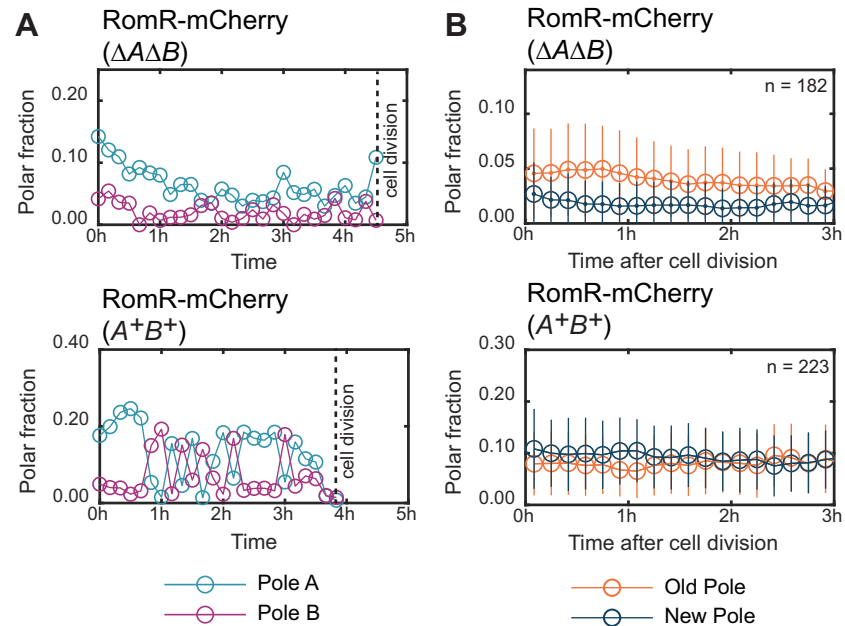 A
RomR-mCherry
(ΔAΔB)
Polar fraction
0.20
0.10
0.00
0h
1h
2h
3h
4h
5h
Time
cell division
B
RomR-mCherry
(ΔAΔB)
n = 182
Polar fraction
0.10
0.05
0.00
0h
1h
2h
3h
Time after cell division
RomR-mCherry
(A⁺B⁺)
Polar fraction
0.40
0.20
0.00
0h
1h
2h
3h
4h
5h
Time
cell division
RomR-mCherry
(A⁺B⁺)
n = 223
Polar fraction
0.30
0.20
0.10
0.00
0h
1h
2h
3h
Time after cell division
Pole A
Pole B
Old Pole
New Pole